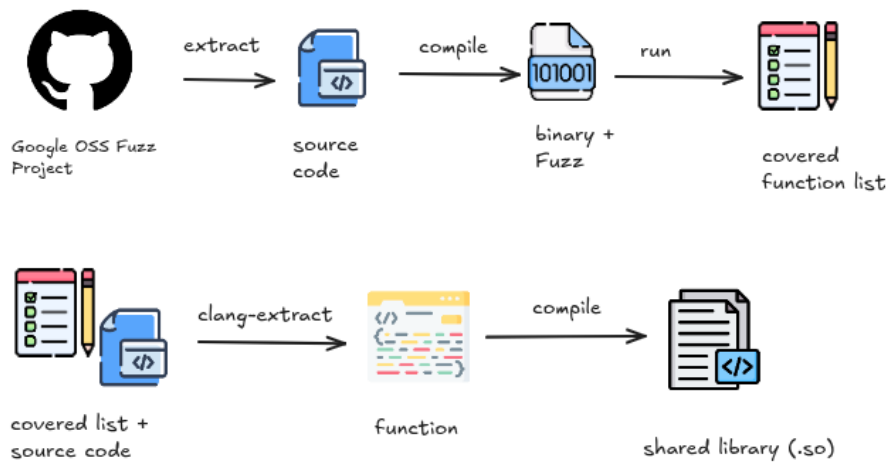 extract
compile
run
</>
101001
Google OSS Fuzz
Project
source
code
binary +
Fuzz
covered
function list
clang-extract
compile
</>
</>
</>
covered list +
source code
function
shared library (.so)